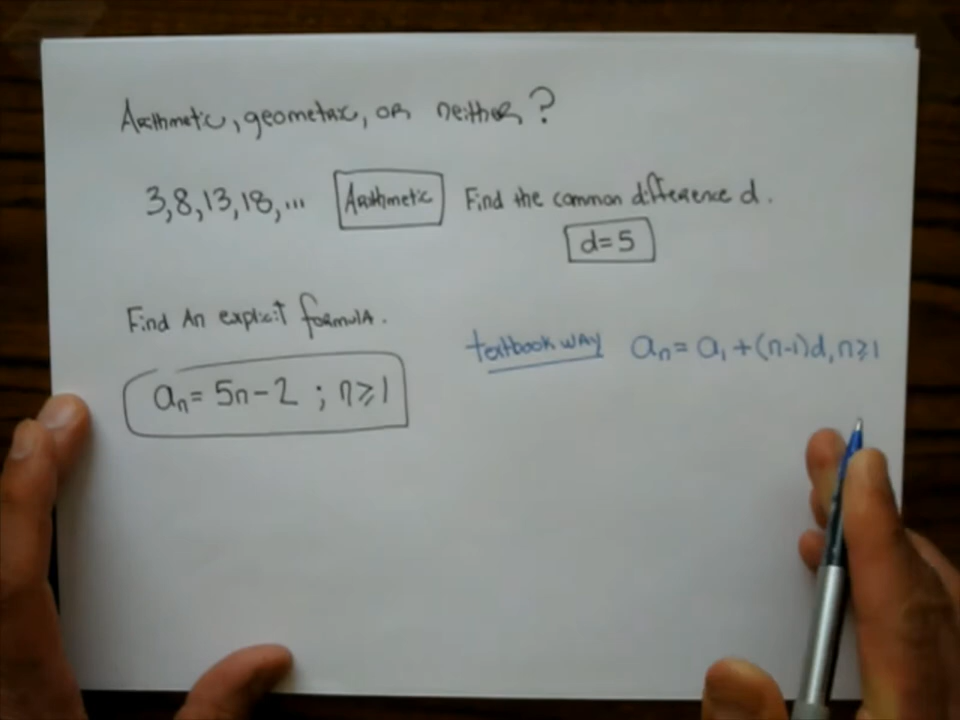 Arithmetic, geometric, or neither?
3,8,13,18,... Arithmetic Find the common difference d.
d=5
Find An explicit formula.
textbook way aₙ = a₁ + (n-1)d, n≥1
aₙ = 5n-2 ; n≥1